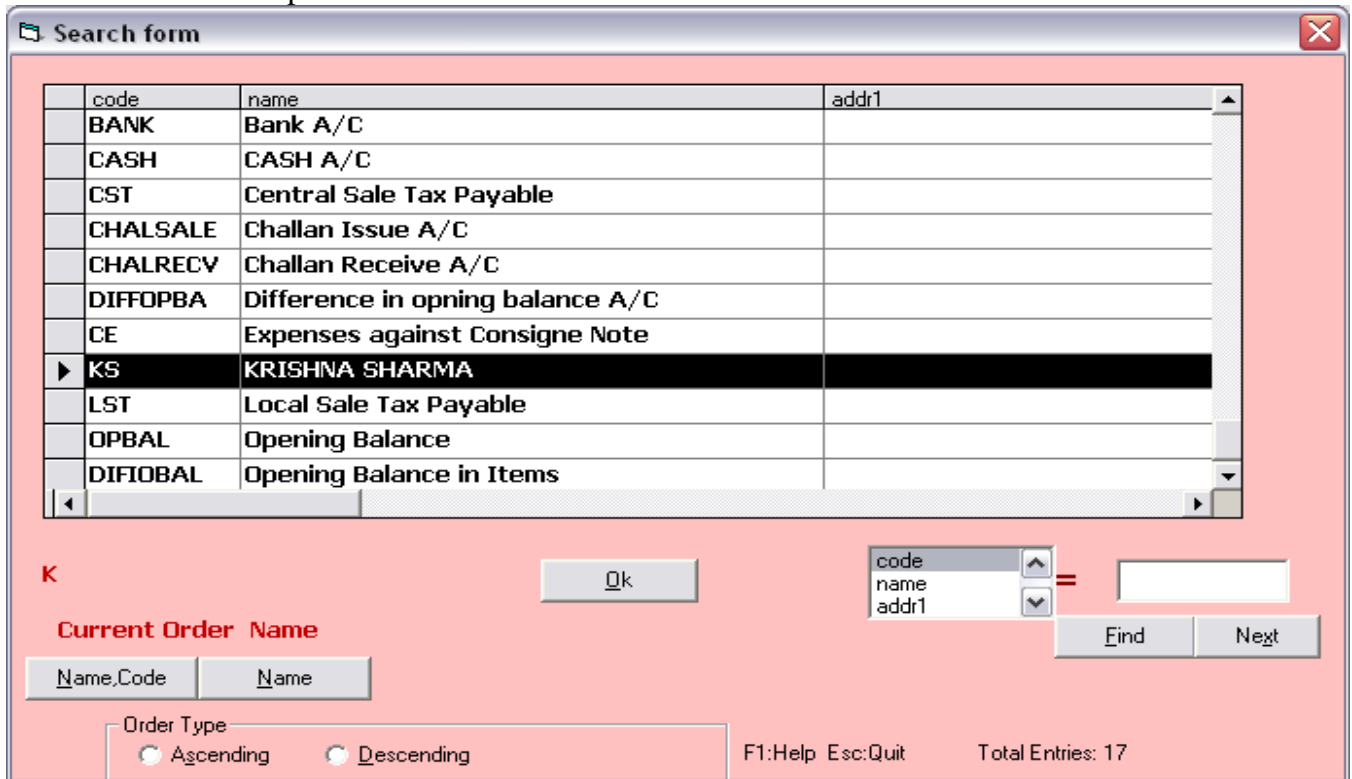 Search form
code name addr1
BANK Bank A/C
CASH CASH A/C
CST Central Sale Tax Payable
CHALSALE Challan Issue A/C
CHALRECV Challan Receive A/C
DIFFOPBA Difference in opning balance A/C
CE Expenses against Consigne Note
KS KRISHNA SHARMA
LST Local Sale Tax Payable
OPBAL Opening Balance
DIFIOBAL Opening Balance in Items
K
Ok
code
name
addr1
=
Current Order Name
Find Next
Name,Code Name
Order Type
Ascending Descending
F1:Help Esc:Quit Total Entries: 17